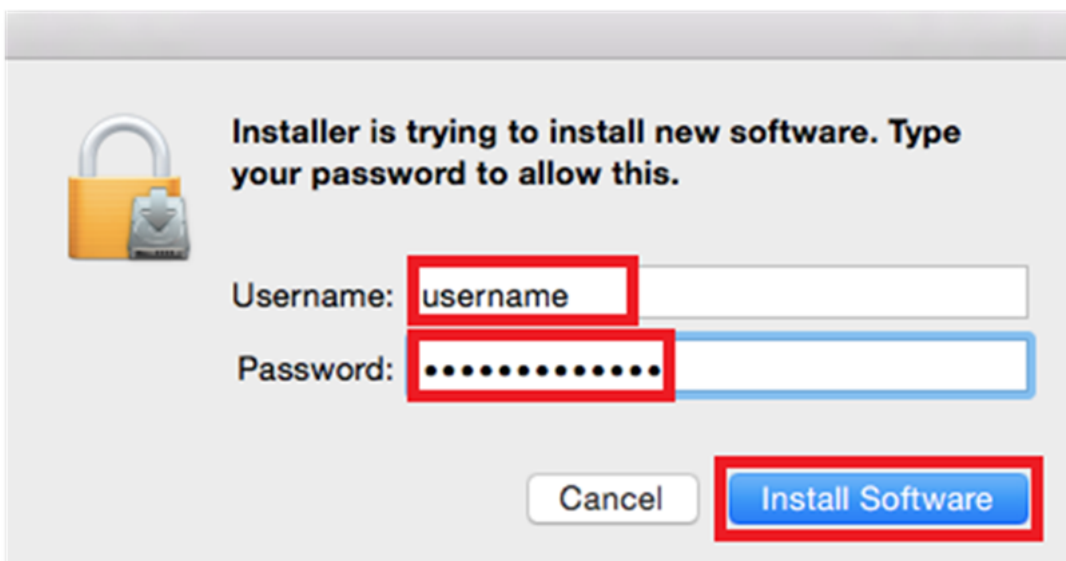 Installer is trying to install new software. Type
your password to allow this.
Username: username
Password: •••••••••••••
Cancel Install Software